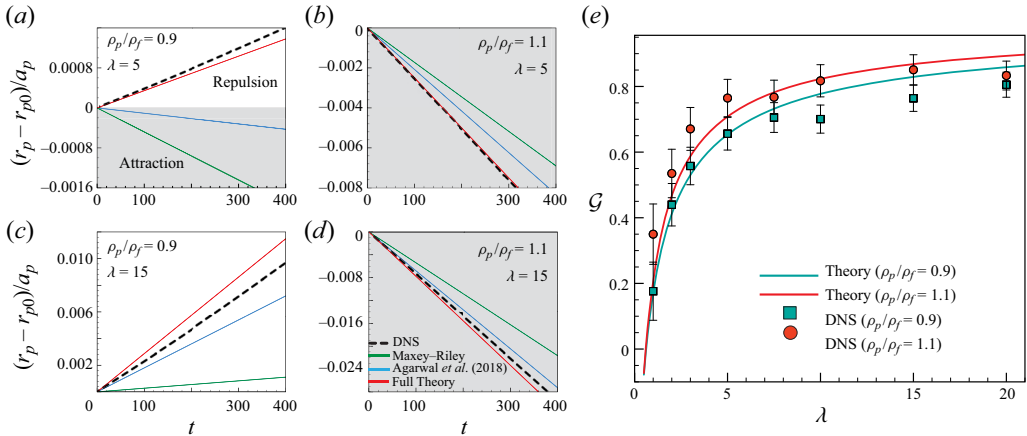 (a)
ρp/ρf = 0.9
λ = 5
Repulsion
Attraction
0.0008
0
−0.0008
−0.0016
0 200 400
(rp − rp0)/ap
(b)
ρp/ρf = 1.1
λ = 5
0
−0.002
−0.004
−0.006
−0.008
0 200 400
(c)
ρp/ρf = 0.9
λ = 15
0.010
0.006
0.002
0 100 200 300 400
(rp − rp0)/ap
t
(d)
ρp/ρf = 1.1
λ = 15
0
−0.008
−0.016
−0.024
DNS
Maxey–Riley
Agarwal et al. (2018)
Full Theory
0 100 200 300 400
t
(e)
0.8
0.6
0.4
0.2
0
G
Theory (ρp/ρf = 0.9)
Theory (ρp/ρf = 1.1)
DNS (ρp/ρf = 0.9)
DNS (ρp/ρf = 1.1)
0 5 10 15 20
λ